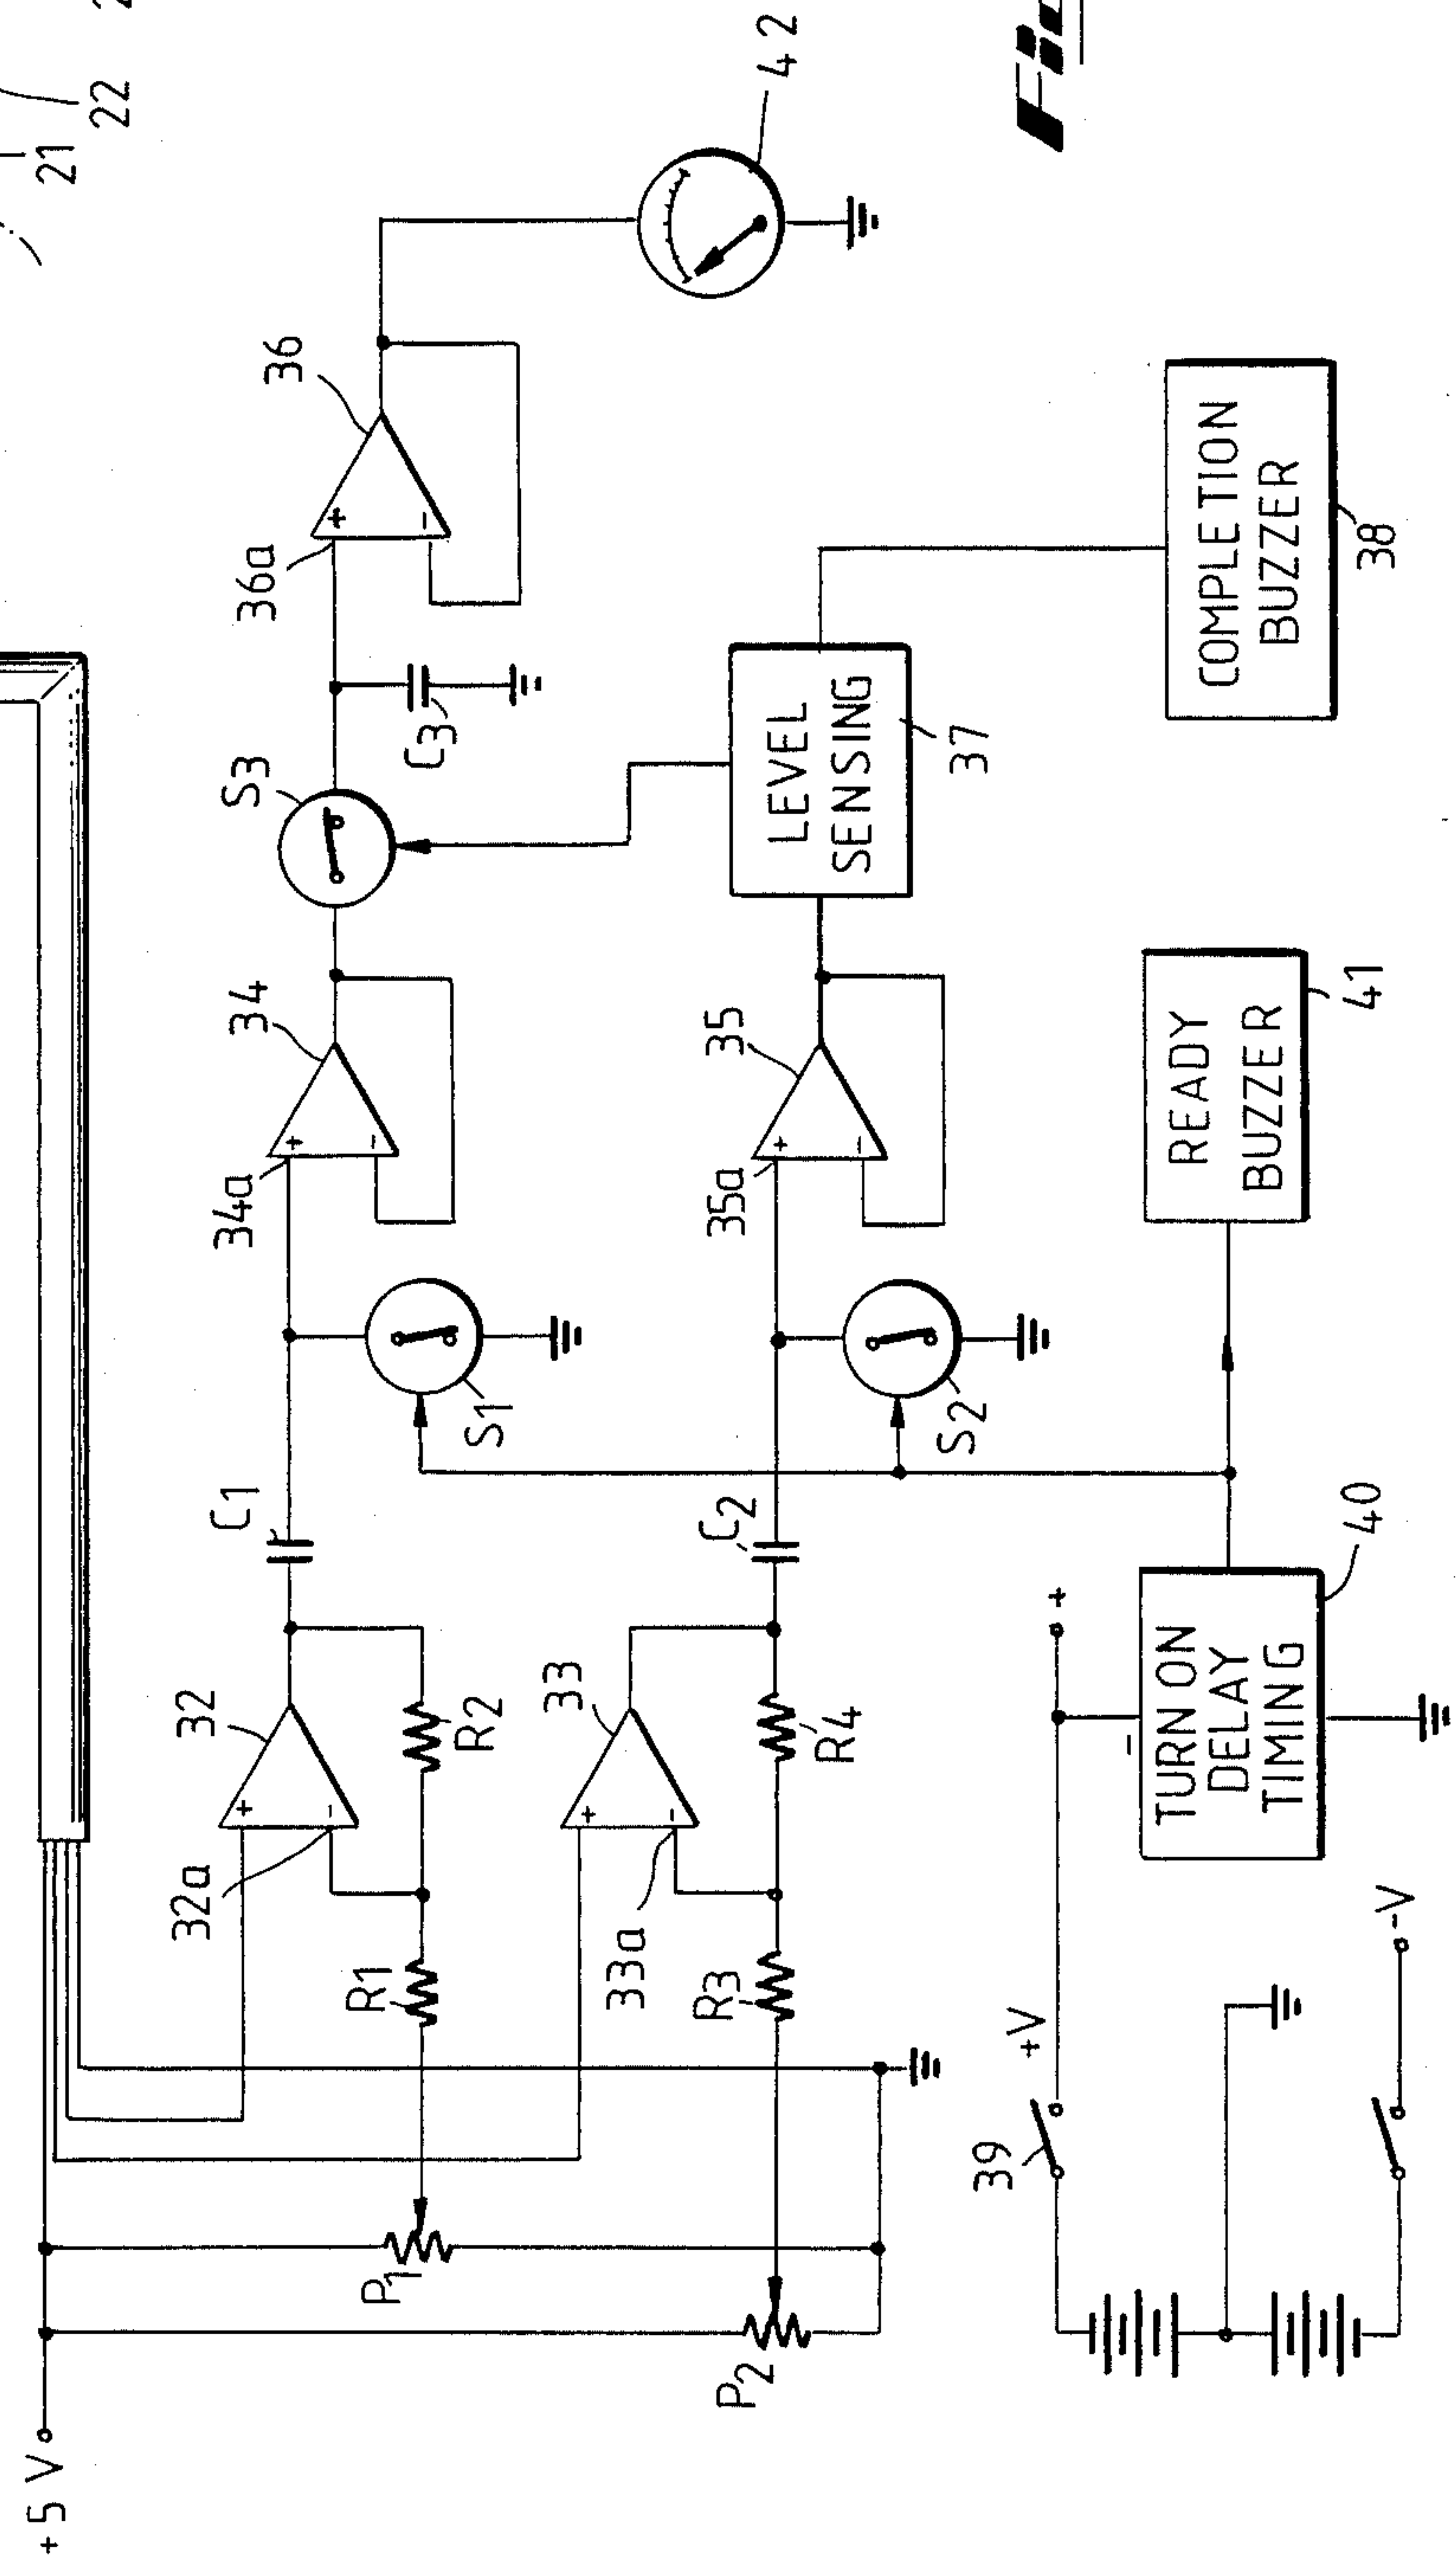 21
22
+5 V
P1
P2
R1
R2
R3
R4
32
32a
+
-
33
33a
+
-
C1
C2
S1
S2
34
34a
+
-
35
35a
+
-
S3
C3
36
36a
+
-
42
LEVEL
SENSING
37
COMPLETION
BUZZER
38
READY
BUZZER
41
TURN ON
DELAY
TIMING
40
+
-
39
+V
-V